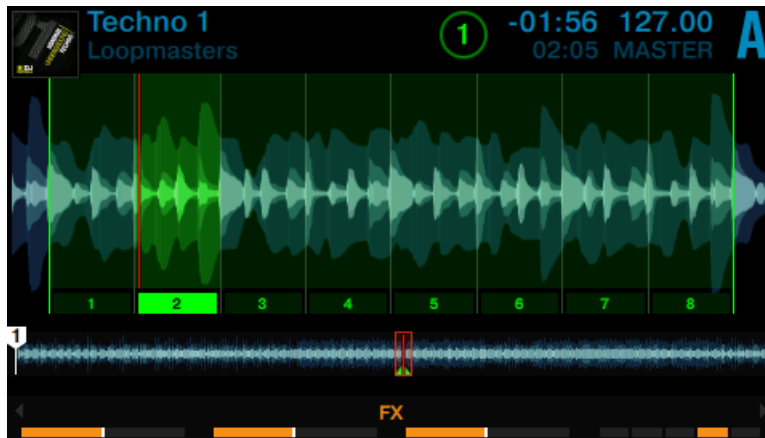 Techno 1
Loopmasters
1
-01:56 127.00
02:05 MASTER
A
1 2 3 4 5 6 7 8
1
FX